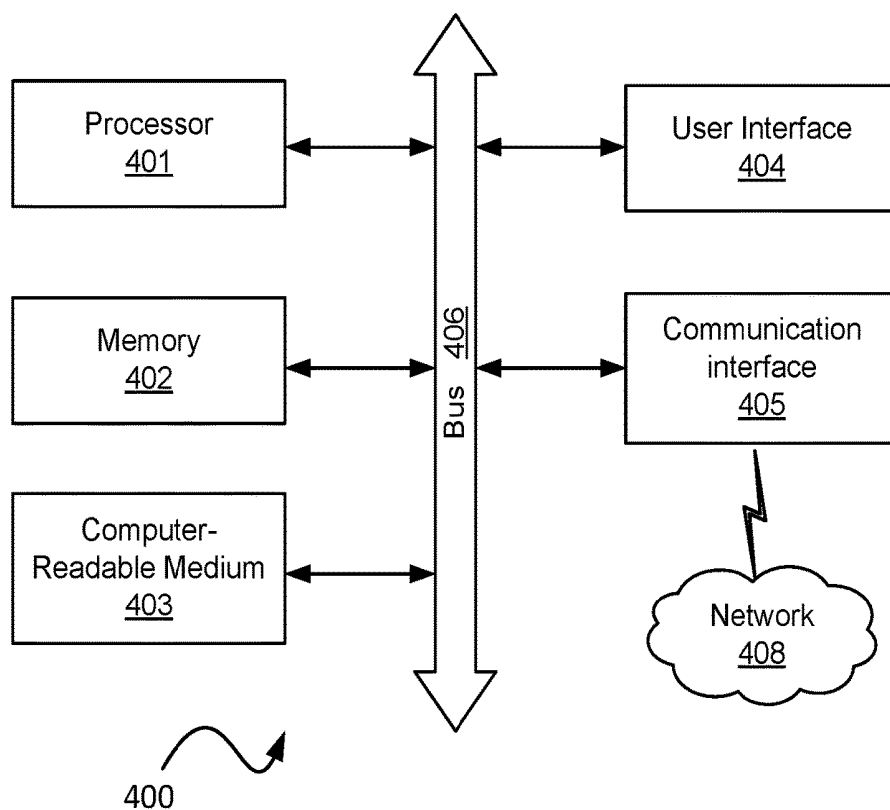 Processor
401
Memory
402
Computer-
Readable Medium
403
Bus 406
User Interface
404
Communication
interface
405
Network
408
400